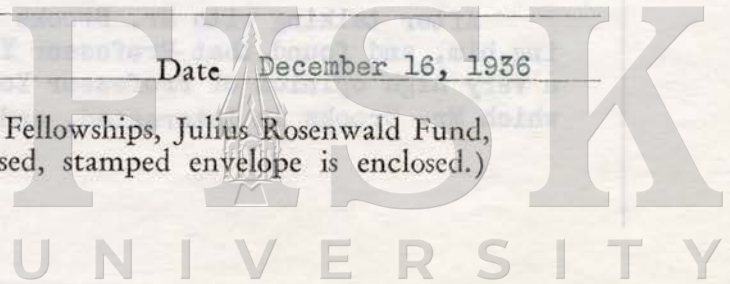 Date December 16, 1936
Fellowships, Julius Rosenwald Fund,
sed, stamped envelope is enclosed.)
FISK
UNIVERSITY